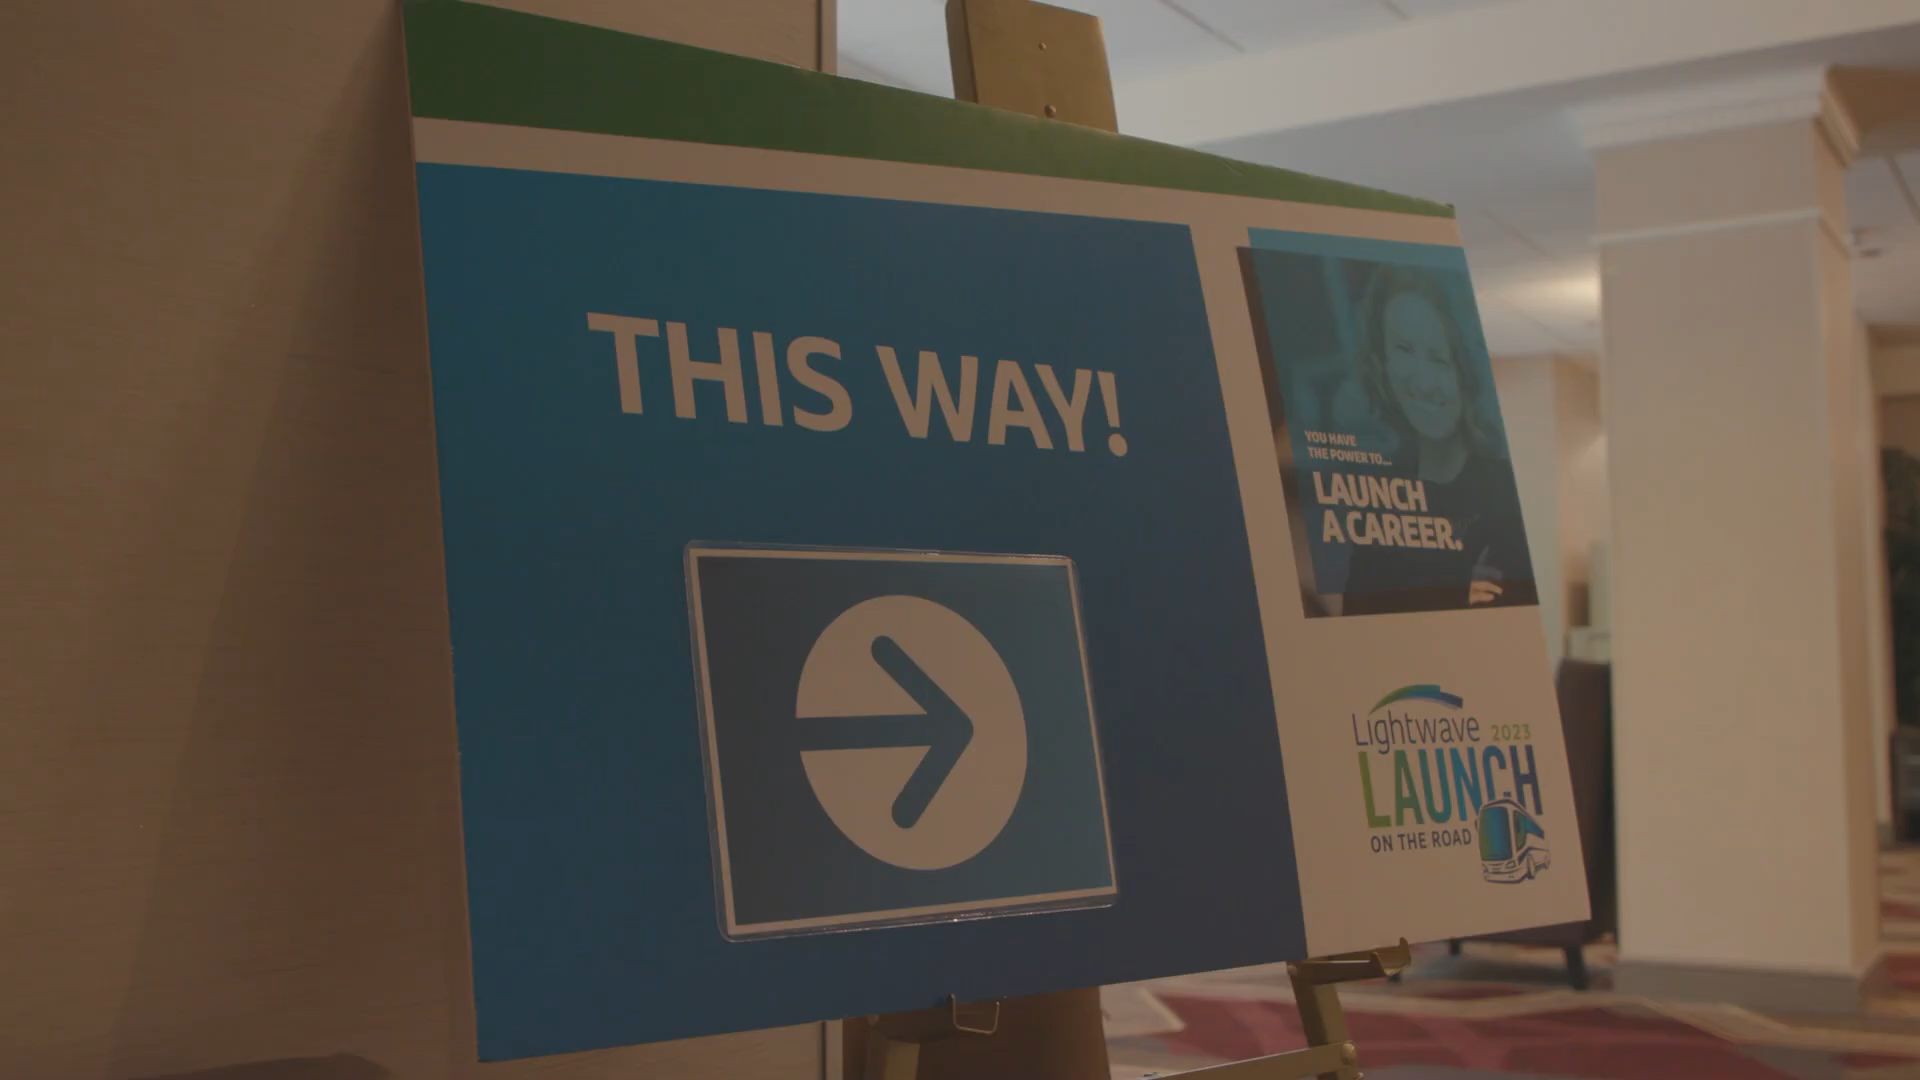 THIS WAY!
YOU HAVE
THE POWER TO...
LAUNCH
A CAREER.
Lightwave 2023
LAUNCH
ON THE ROAD